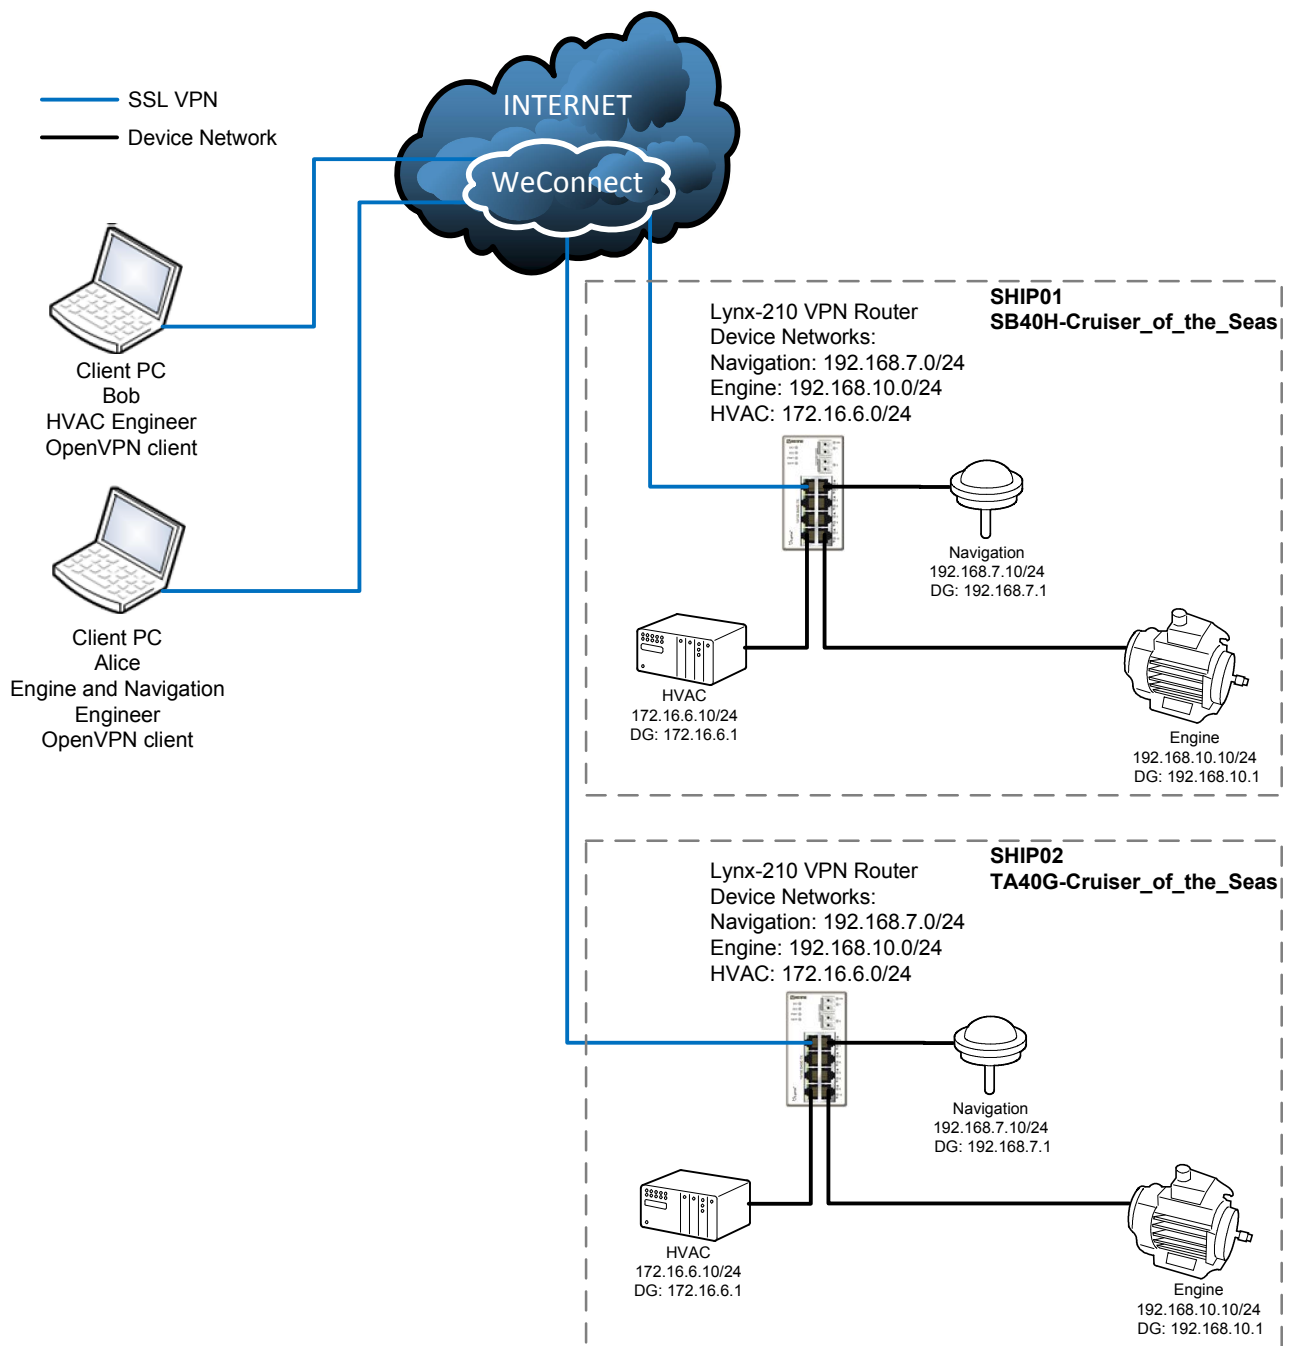 INTERNET
WeConnect
SSL VPN
Device Network
Client PC
Bob
HVAC Engineer
OpenVPN client
Client PC
Alice
Engine and Navigation
Engineer
OpenVPN client
SHIP01
SB40H-Cruiser_of_the_Seas
Lynx-210 VPN Router
Device Networks:
Navigation: 192.168.7.0/24
Engine: 192.168.10.0/24
HVAC: 172.16.6.0/24
Navigation
192.168.7.10/24
DG: 192.168.7.1
HVAC
172.16.6.10/24
DG: 172.16.6.1
Engine
192.168.10.10/24
DG: 192.168.10.1
SHIP02
TA40G-Cruiser_of_the_Seas
Lynx-210 VPN Router
Device Networks:
Navigation: 192.168.7.0/24
Engine: 192.168.10.0/24
HVAC: 172.16.6.0/24
Navigation
192.168.7.10/24
DG: 192.168.7.1
HVAC
172.16.6.10/24
DG: 172.16.6.1
Engine
192.168.10.10/24
DG: 192.168.10.1